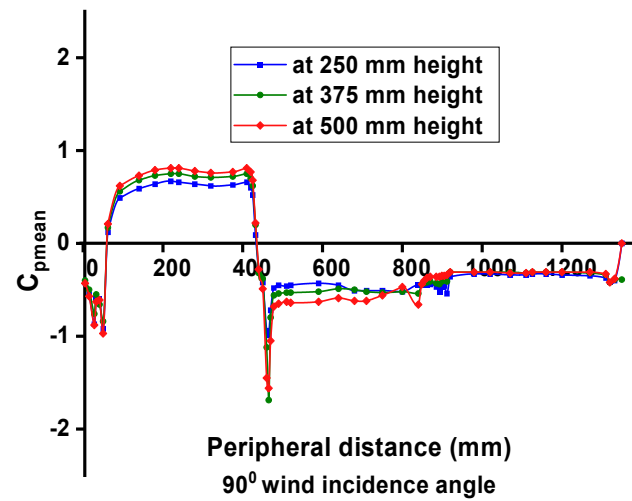 2
at 250 mm height
at 375 mm height
at 500 mm height
1
C_pmean
0
0 200 400 600 800 1000 1200
-1
-2
Peripheral distance (mm)
90⁰ wind incidence angle